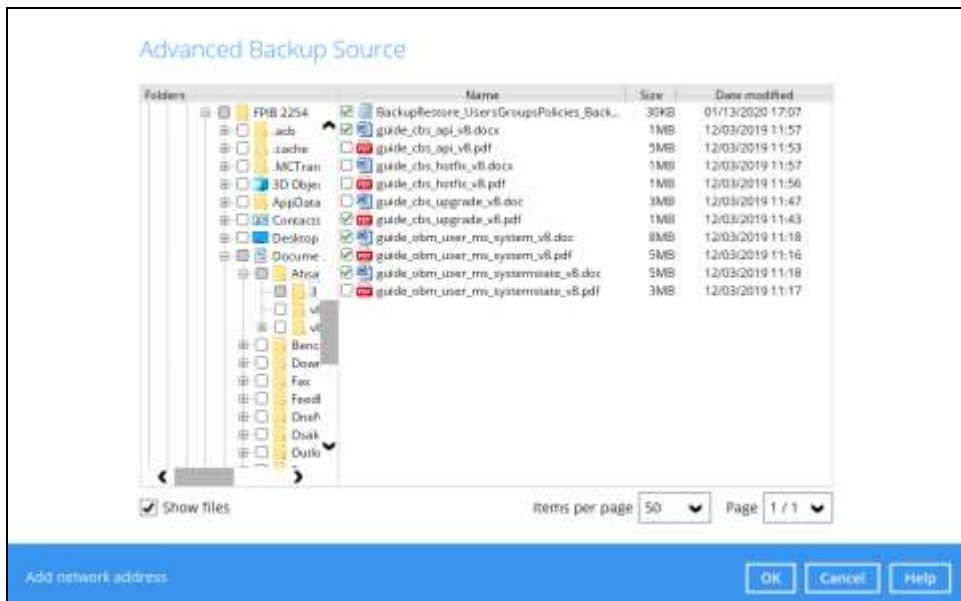 Advanced Backup Source
Folders Name Size Date modified
FPIB 2254 BackupRestore_UsersGroupsPolicies_Back... 30KB 01/13/2020 17:07
.acb guide_cbs_api_v8.docx 1MB 12/03/2019 11:57
.cache guide_cbs_api_v8.pdf 5MB 12/03/2019 11:53
.MCTran guide_cbs_hotfix_v8.docx 1MB 12/03/2019 11:57
3D Objec guide_cbs_hotfix_v8.pdf 1MB 12/03/2019 11:56
AppData guide_cbs_upgrade_v8.doc 3MB 12/03/2019 11:47
Contacts guide_cbs_upgrade_v8.pdf 1MB 12/03/2019 11:43
Desktop guide_obm_user_ms_system_v8.doc 8MB 12/03/2019 11:18
Docume guide_obm_user_ms_system_v8.pdf 5MB 12/03/2019 11:16
Ahsa guide_obm_user_ms_systemstate_v8.doc 5MB 12/03/2019 11:18
guide_obm_user_ms_systemstate_v8.pdf 3MB 12/03/2019 11:17
Benc
Down
Fax
Feedb
OneN
Osak
Outlo
Show files Items per page 50 Page 1 / 1
Add network address OK Cancel Help